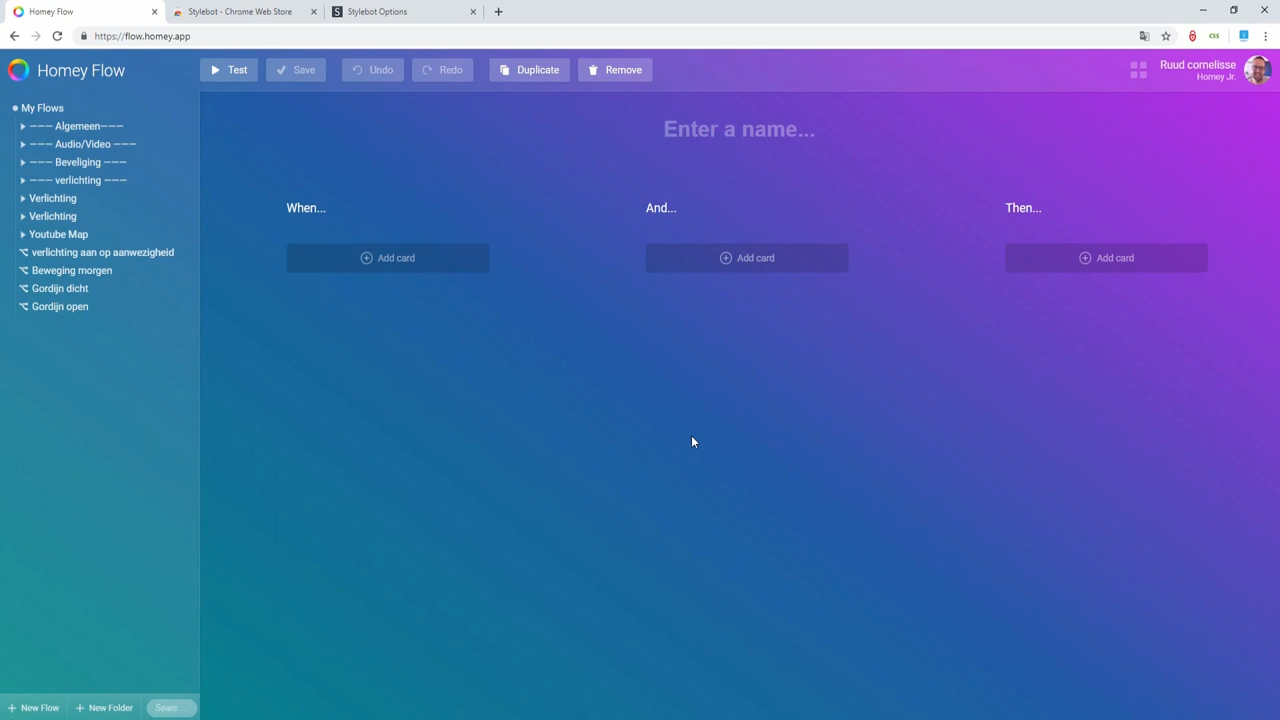 Homey Flow
Stylebot - Chrome Web Store
Stylebot Options
https://flow.homey.app
css
Homey Flow
Test
Save
Undo
Redo
Duplicate
Remove
Ruud cornelisse
Homey Jr.
My Flows
--- Algemeen---
--- Audio/Video ---
--- Beveliging ---
--- verlichting ---
Verlichting
Verlichting
Youtube Map
verlichting aan op aanwezigheid
Beweging morgen
Gordijn dicht
Gordijn open
Enter a name...
When...
And...
Then...
Add card
Add card
Add card
New Flow
New Folder
Searc